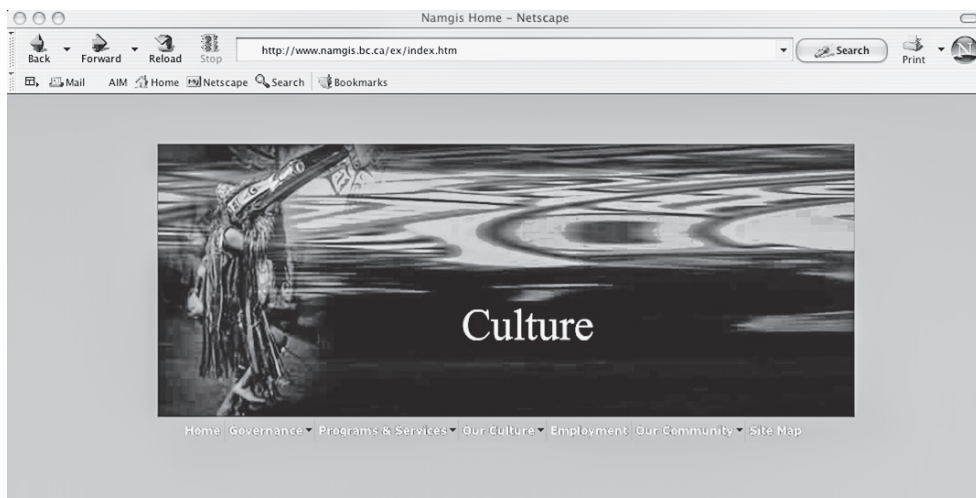 Namgis Home – Netscape
Back Forward Reload Stop http://www.namgis.bc.ca/ex/index.htm Search Print N
Mail AIM Home Netscape Search Bookmarks
Culture
Home Governance Programs & Services Our Culture Employment Our Community Site Map